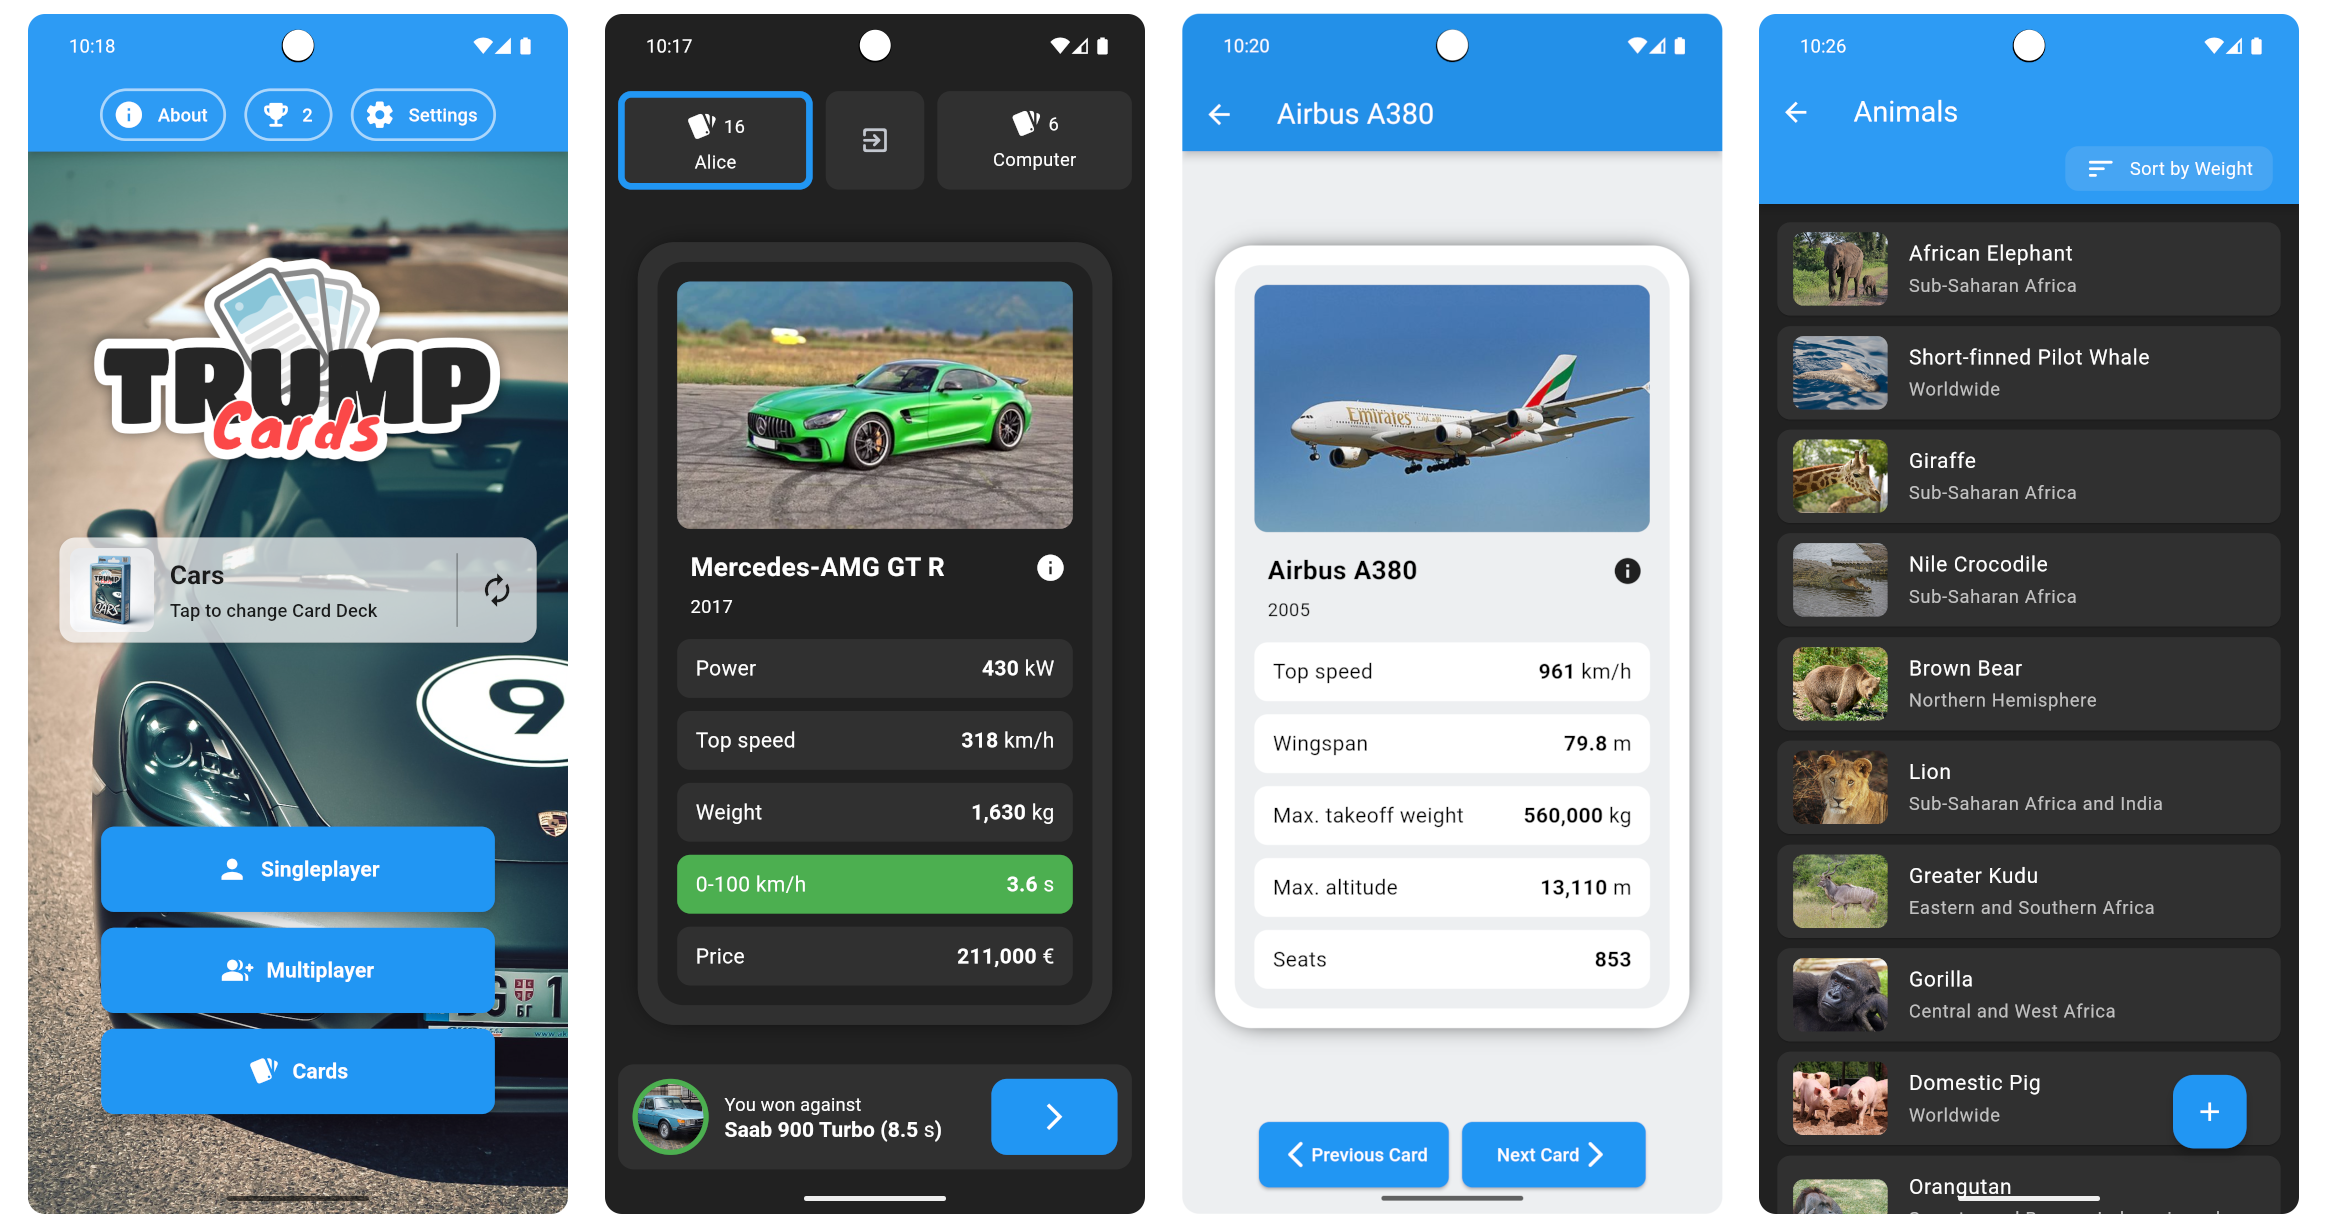 10:18
About
2
Settings
TRUMP
Cards
TRUMP
CARS
Cars
Tap to change Card Deck
9
Singleplayer
Multiplayer
G 1
БГ
Cards
10:17
16
Alice
6
Computer
Mercedes-AMG GT R
2017
Power 430 kW
Top speed 318 km/h
Weight 1,630 kg
0-100 km/h 3.6 s
Price 211,000 €
You won against
Saab 900 Turbo (8.5 s)
10:20
Airbus A380
Emirates
Airbus A380
2005
Top speed 961 km/h
Wingspan 79.8 m
Max. takeoff weight 560,000 kg
Max. altitude 13,110 m
Seats 853
Previous Card
Next Card
10:26
Animals
Sort by Weight
African Elephant
Sub-Saharan Africa
Short-finned Pilot Whale
Worldwide
Giraffe
Sub-Saharan Africa
Nile Crocodile
Sub-Saharan Africa
Brown Bear
Northern Hemisphere
Lion
Sub-Saharan Africa and India
Greater Kudu
Eastern and Southern Africa
Gorilla
Central and West Africa
Domestic Pig
Worldwide
Orangutan